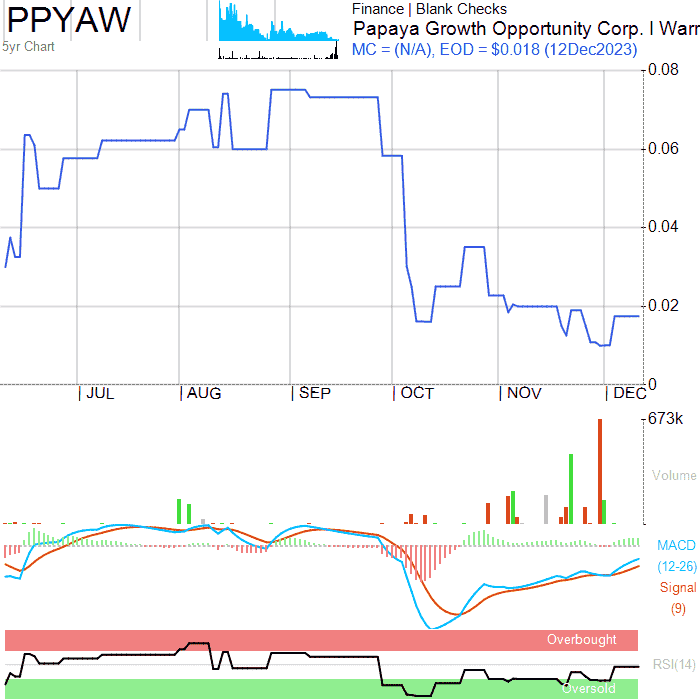 PPYAW
5yr Chart
Finance | Blank Checks
Papaya Growth Opportunity Corp. I Warr
MC = (N/A), EOD = $0.018 (12Dec2023)
0.08
0.06
0.04
0.02
0
| JUL | AUG | SEP | OCT | NOV | DEC
673k
Volume
MACD
(12-26)
Signal
(9)
Overbought
RSI(14)
Oversold